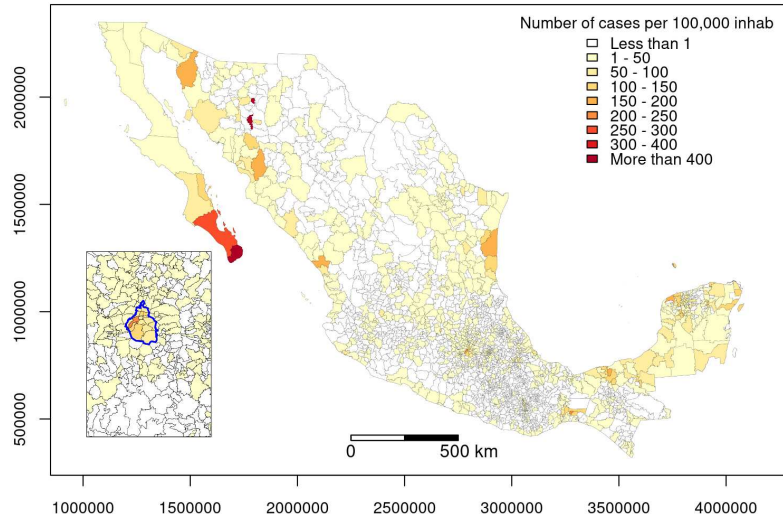 Number of cases per 100,000 inhab
Less than 1
1 - 50
50 - 100
100 - 150
150 - 200
200 - 250
250 - 300
300 - 400
More than 400
2000000
1500000
1000000
500000
0 500 km
1000000 1500000 2000000 2500000 3000000 3500000 4000000